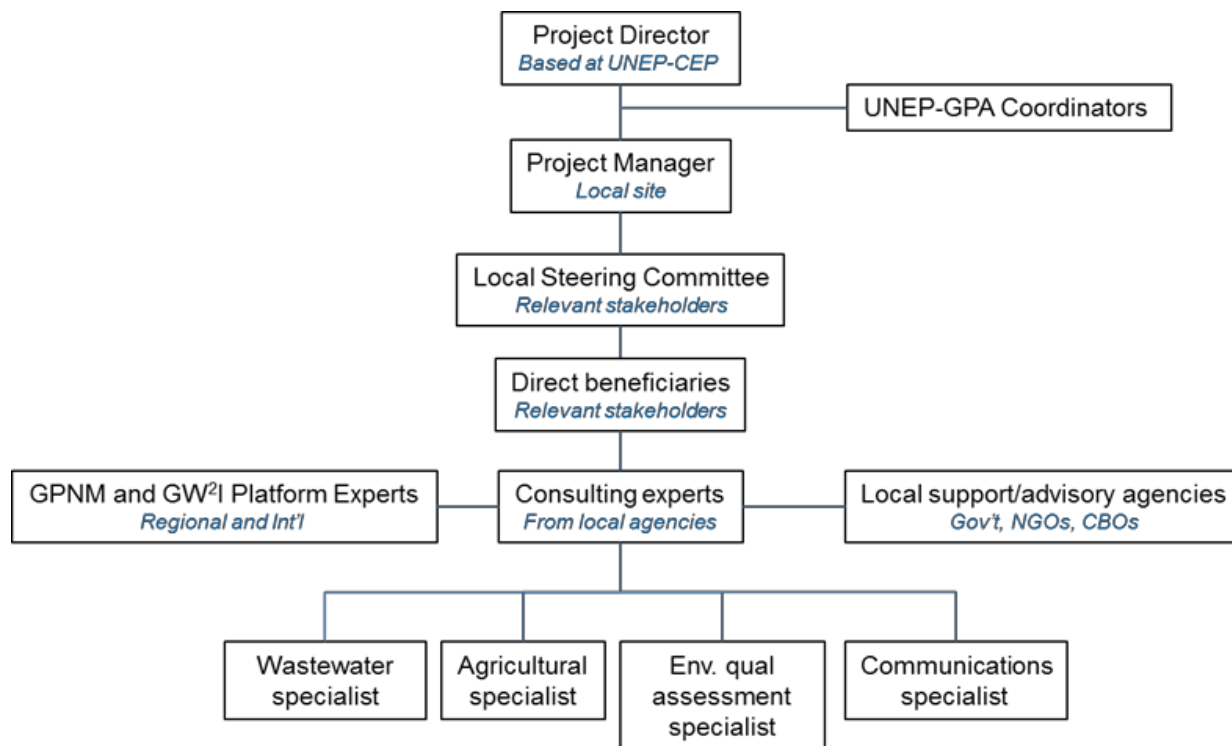 Project Director
Based at UNEP-CEP
UNEP-GPA Coordinators
Project Manager
Local site
Local Steering Committee
Relevant stakeholders
Direct beneficiaries
Relevant stakeholders
GPNM and GW²I Platform Experts
Regional and Int'l
Consulting experts
From local agencies
Local support/advisory agencies
Gov't, NGOs, CBOs
Wastewater
specialist
Agricultural
specialist
Env. qual
assessment
specialist
Communications
specialist